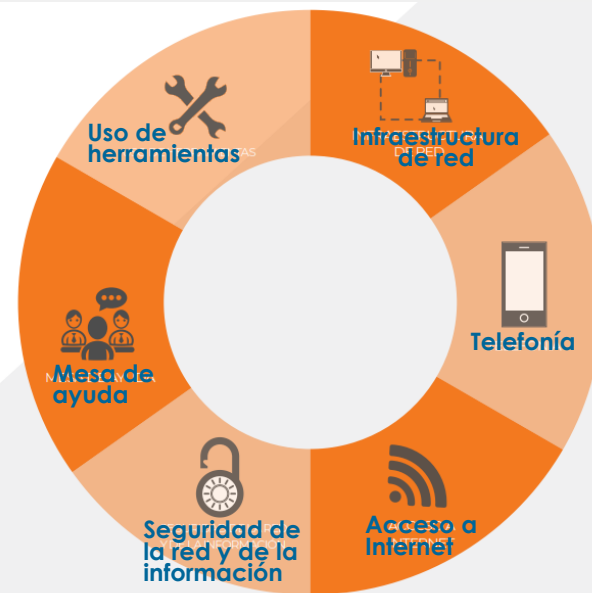 Uso de
herramientas
Infraestructura
de red
Telefonía
Mesa de
ayuda
Acceso a
Internet
Seguridad de
la red y de la
información